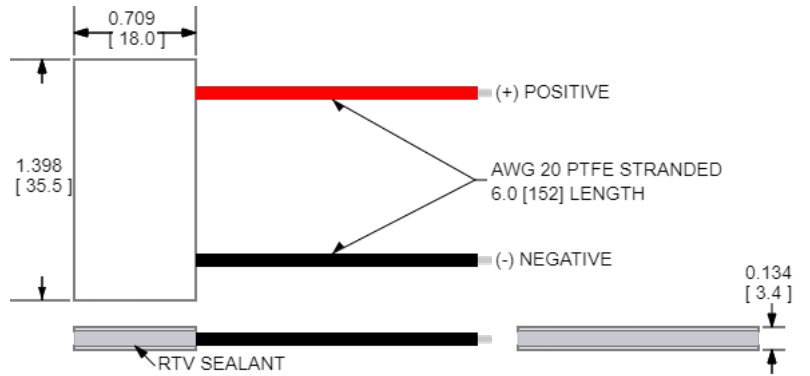 0.709
[ 18.0 ]
(+) POSITIVE
1.398
[ 35.5 ]
AWG 20 PTFE STRANDED
6.0 [152] LENGTH
(-) NEGATIVE
0.134
[ 3.4 ]
RTV SEALANT